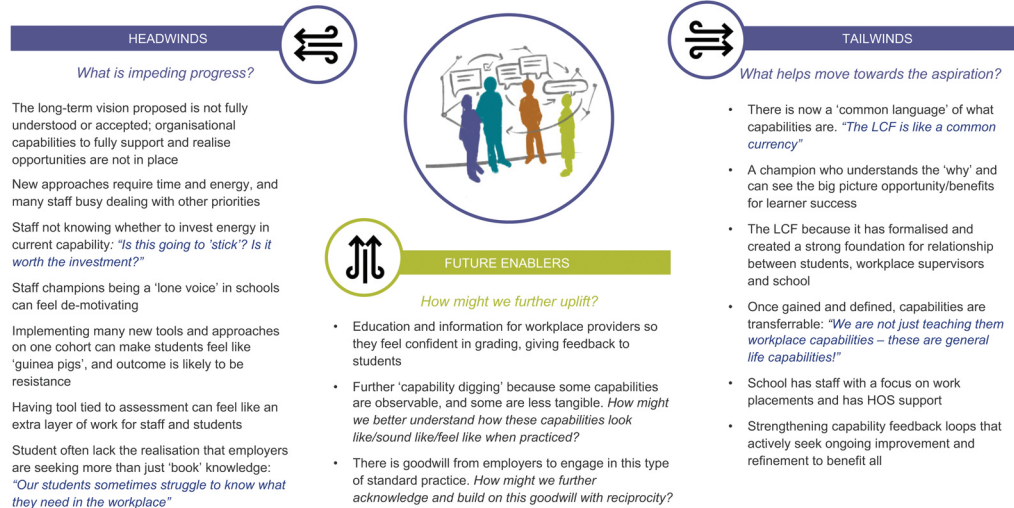 HEADWINDS
What is impeding progress?
The long-term vision proposed is not fully
understood or accepted; organisational
capabilities to fully support and realise
opportunities are not in place
New approaches require time and energy, and
many staff busy dealing with other priorities
Staff not knowing whether to invest energy in
current capability: “Is this going to ’stick’? Is it
worth the investment?”
Staff champions being a ‘lone voice’ in schools
can feel de-motivating
Implementing many new tools and approaches
on one cohort can make students feel like
‘guinea pigs’, and outcome is likely to be
resistance
Having tool tied to assessment can feel like an
extra layer of work for staff and students
Student often lack the realisation that employers
are seeking more than just ‘book’ knowledge:
“Our students sometimes struggle to know what
they need in the workplace”
FUTURE ENABLERS
How might we further uplift?
• Education and information for workplace providers so
they feel confident in grading, giving feedback to
students
• Further ‘capability digging’ because some capabilities
are observable, and some are less tangible. How might
we better understand how these capabilities look
like/sound like/feel like when practiced?
• There is goodwill from employers to engage in this type
of standard practice. How might we further
acknowledge and build on this goodwill with reciprocity?
TAILWINDS
What helps move towards the aspiration?
• There is now a ‘common language’ of what
capabilities are. “The LCF is like a common
currency”
• A champion who understands the ‘why’ and
can see the big picture opportunity/benefits
for learner success
• The LCF because it has formalised and
created a strong foundation for relationship
between students, workplace supervisors
and school
• Once gained and defined, capabilities are
transferrable: “We are not just teaching them
workplace capabilities – these are general
life capabilities!”
• School has staff with a focus on work
placements and has HOS support
• Strengthening capability feedback loops that
actively seek ongoing improvement and
refinement to benefit all